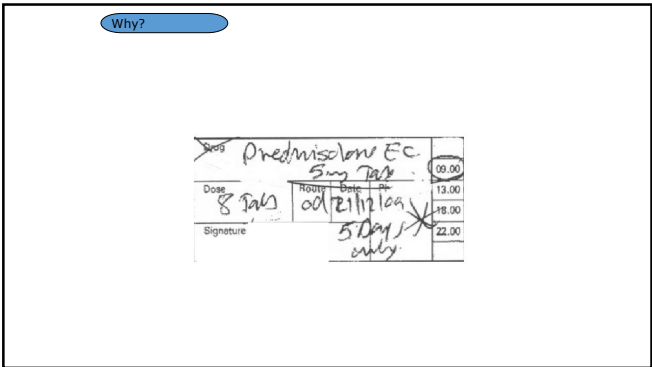 Why?
Drug Prednisolone EC
5mg Tabs 09.00
Dose Route Date Ph 13.00
8 Tabs od 21/12/09 18.00
Signature 5 Days 22.00
only.